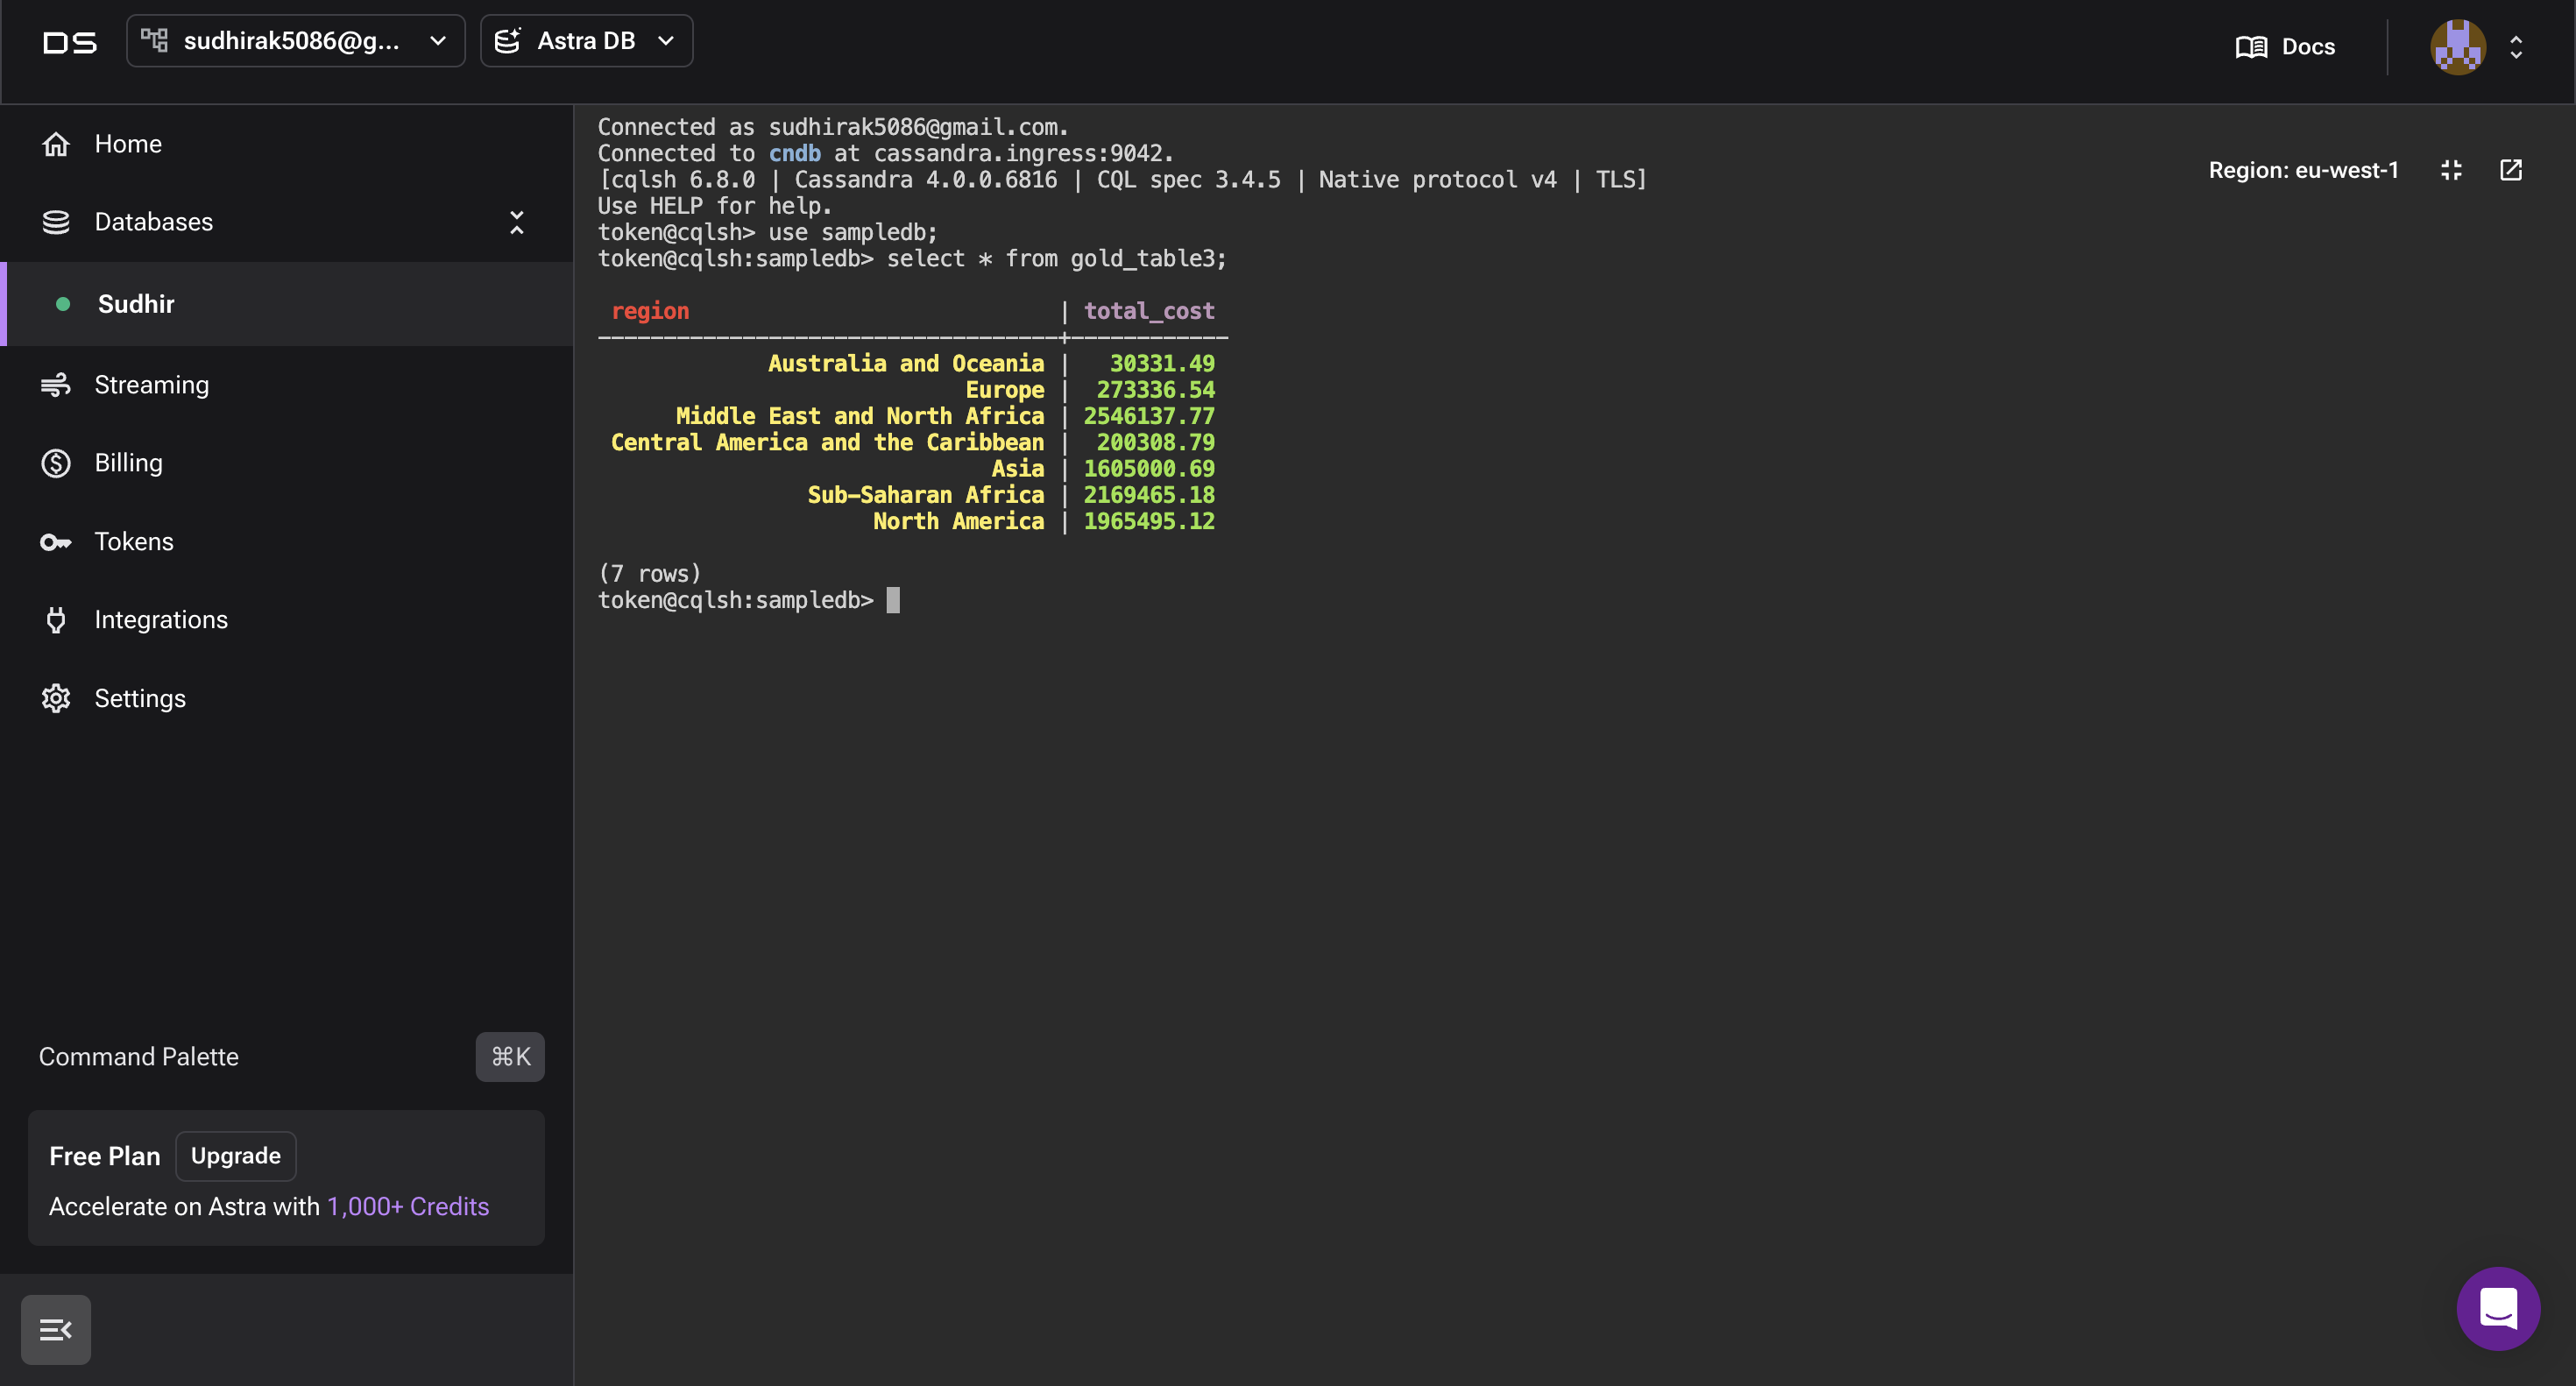 DS
sudhirak5086@g...
Astra DB
Docs
Home
Databases
Sudhir
Streaming
Billing
Tokens
Integrations
Settings
Command Palette
⌘K
Free Plan
Upgrade
Accelerate on Astra with 1,000+ Credits
Connected as sudhirak5086@gmail.com.
Connected to cndb at cassandra.ingress:9042.
[cqlsh 6.8.0 | Cassandra 4.0.0.6816 | CQL spec 3.4.5 | Native protocol v4 | TLS]
Use HELP for help.
token@cqlsh> use sampledb;
token@cqlsh:sampledb> select * from gold_table3;
region | total_cost
-----------------------------------+------------
Australia and Oceania | 30331.49
Europe | 273336.54
Middle East and North Africa | 2546137.77
Central America and the Caribbean | 200308.79
Asia | 1605000.69
Sub-Saharan Africa | 2169465.18
North America | 1965495.12
(7 rows)
token@cqlsh:sampledb>
Region: eu-west-1